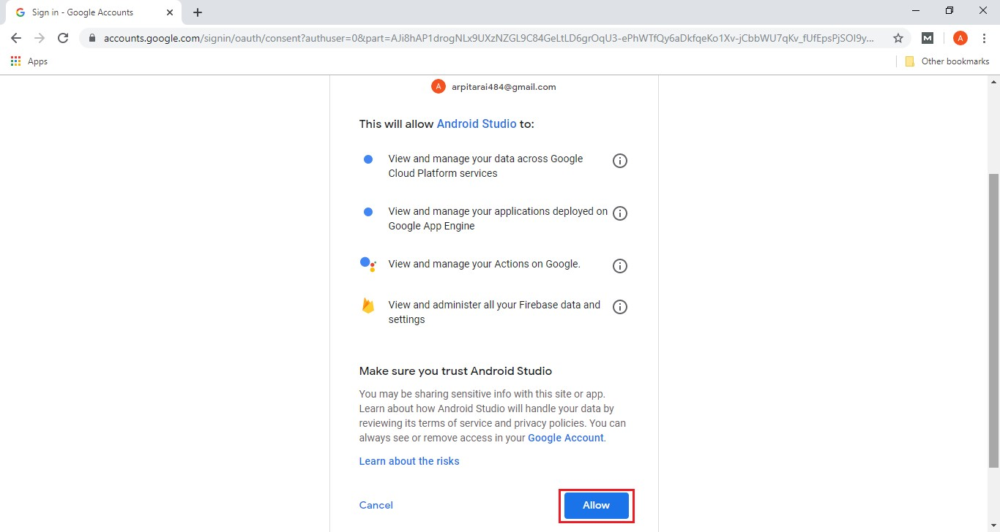 Sign in - Google Accounts
accounts.google.com/signin/oauth/consent?authuser=0&part=AJi8hAP1drogNLx9UXzNZGL9C84GeLtLD6grOqU3-ePhWTfQy6aDkfqeKo1Xv-jCbbWU7qKv_fUfEpsPjSOI9y...
M
A
Apps
Other bookmarks
A arpitarai484@gmail.com
This will allow Android Studio to:
View and manage your data across Google
Cloud Platform services
View and manage your applications deployed on
Google App Engine
View and manage your Actions on Google.
View and administer all your Firebase data and
settings
Make sure you trust Android Studio
You may be sharing sensitive info with this site or app.
Learn about how Android Studio will handle your data by
reviewing its terms of service and privacy policies. You can
always see or remove access in your Google Account.
Learn about the risks
Cancel
Allow